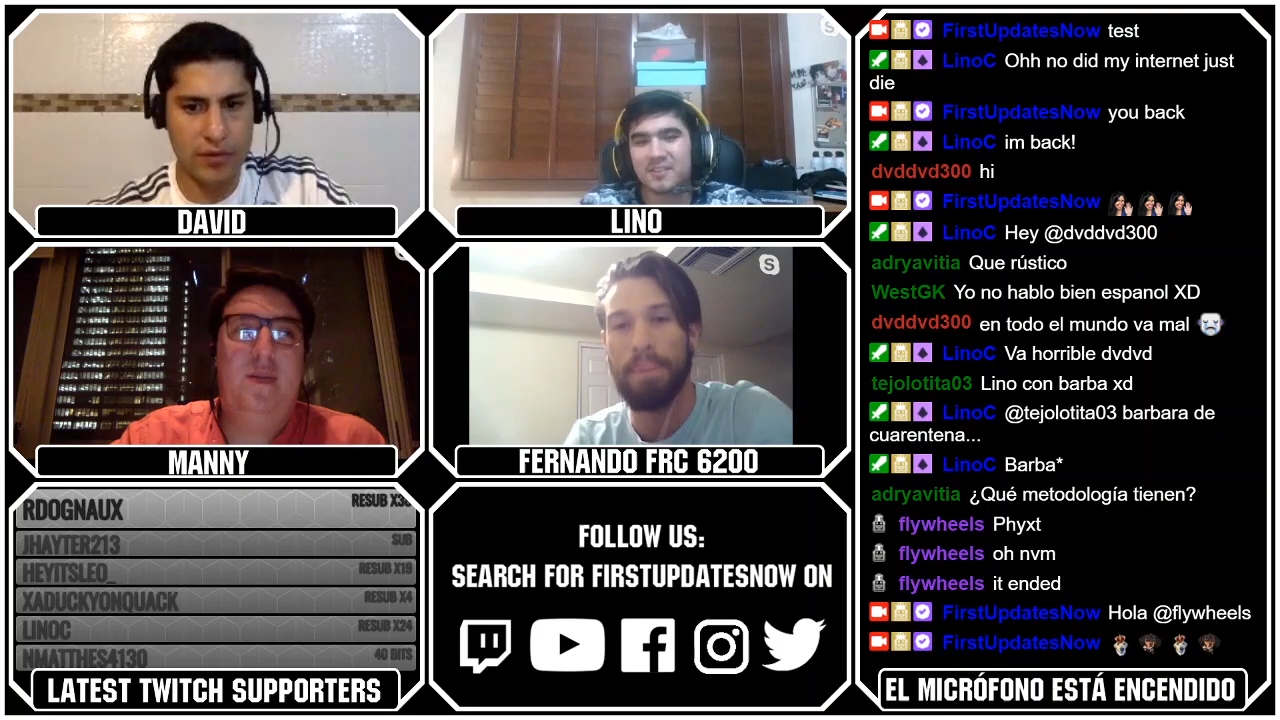 DAVID
LINO
MANNY
FERNANDO FRC 6200
RDOGNAUX
JHAYTER213 SUB
HEYITSLEO_ RESUB X19
XADUCKYONQUACK RESUB X4
LINOC RESUB X24
NMATTHES4130 40 BITS
LATEST TWITCH SUPPORTERS
FOLLOW US:
SEARCH FOR FIRSTUPDATESNOW ON
FirstUpdatesNow test
LinoC Ohh no did my internet just
die
FirstUpdatesNow you back
LinoC im back!
dvddvd300 hi
FirstUpdatesNow
LinoC Hey @dvddvd300
adryavitia Que rústico
WestGK Yo no hablo bien espanol XD
dvddvd300 en todo el mundo va mal
LinoC Va horrible dvdvd
tejolotita03 Lino con barba xd
LinoC @tejolotita03 barbara de
cuarentena...
LinoC Barba*
adryavitia ¿Qué metodología tienen?
flywheels Phyxt
flywheels oh nvm
flywheels it ended
FirstUpdatesNow Hola @flywheels
FirstUpdatesNow
EL MICRÓFONO ESTÁ ENCENDIDO